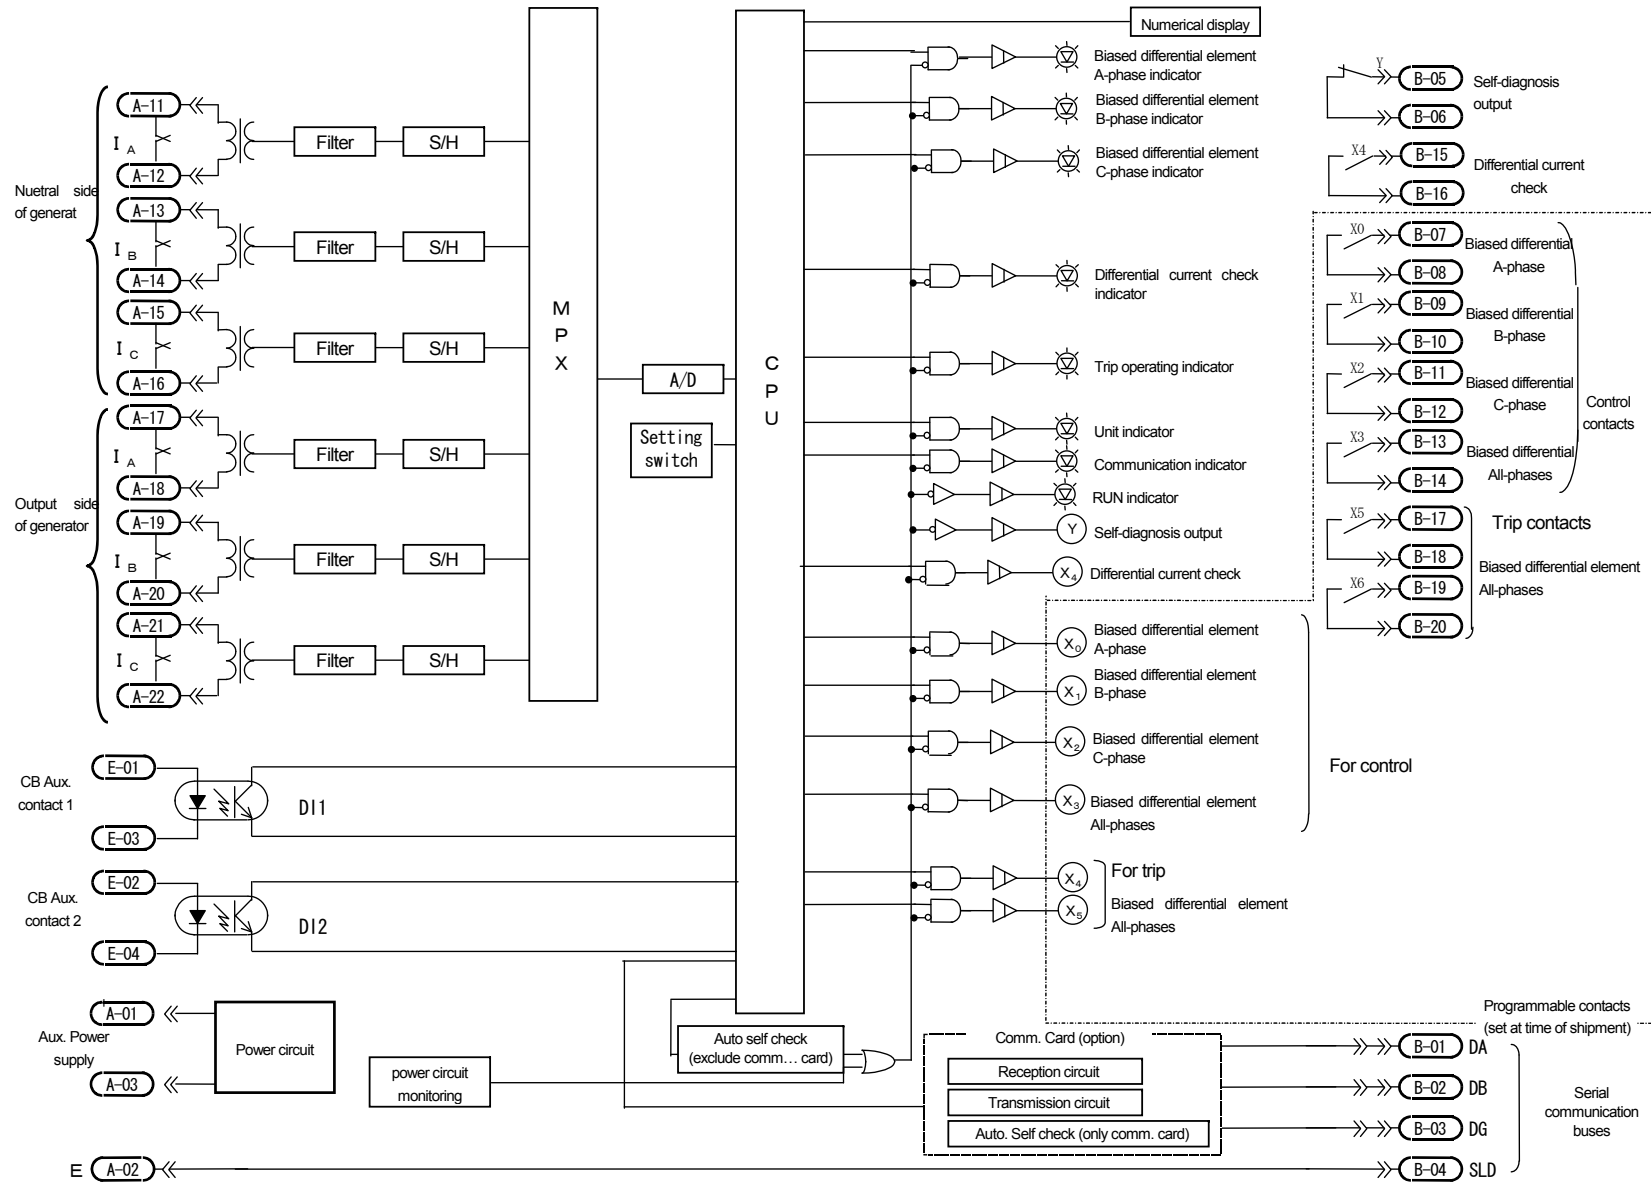 Nuetral side
of generat
A-11
I A
A-12
A-13
I B
A-14
A-15
I C
A-16
Output side
of generator
A-17
I A
A-18
A-19
I B
A-20
A-21
I C
A-22
Filter
S/H
Filter
S/H
Filter
S/H
Filter
S/H
Filter
S/H
Filter
S/H
M
P
X
A/D
Setting
switch
C
P
U
CB Aux.
contact 1
E-01
E-03
DI1
CB Aux.
contact 2
E-02
E-04
DI2
Aux. Power
supply
A-01
A-03
Power circuit
power circuit
monitoring
Auto self check
(exclude comm... card)
E
A-02
Numerical display
Biased differential element
A-phase indicator
Biased differential element
B-phase indicator
Biased differential element
C-phase indicator
Differential current check
indicator
Trip operating indicator
Unit indicator
Communication indicator
RUN indicator
Y
Self-diagnosis output
X4
Differential current check
X0
Biased differential element
A-phase
X1
Biased differential element
B-phase
X2
Biased differential element
C-phase
X3
Biased differential element
All-phases
For control
X4
For trip
X5
Biased differential element
All-phases
Comm. Card (option)
Reception circuit
Transmission circuit
Auto. Self check (only comm. card)
Y
B-05
B-06
Self-diagnosis
output
X4
B-15
B-16
Differential current
check
X0
B-07
B-08
Biased differential
A-phase
X1
B-09
B-10
Biased differential
B-phase
X2
B-11
B-12
Biased differential
C-phase
X3
B-13
B-14
Biased differential
All-phases
Control
contacts
X5
B-17
B-18
X6
B-19
B-20
Trip contacts
Biased differential element
All-phases
Programmable contacts
(set at time of shipment)
B-01 DA
B-02 DB
B-03 DG
B-04 SLD
Serial
communication
buses